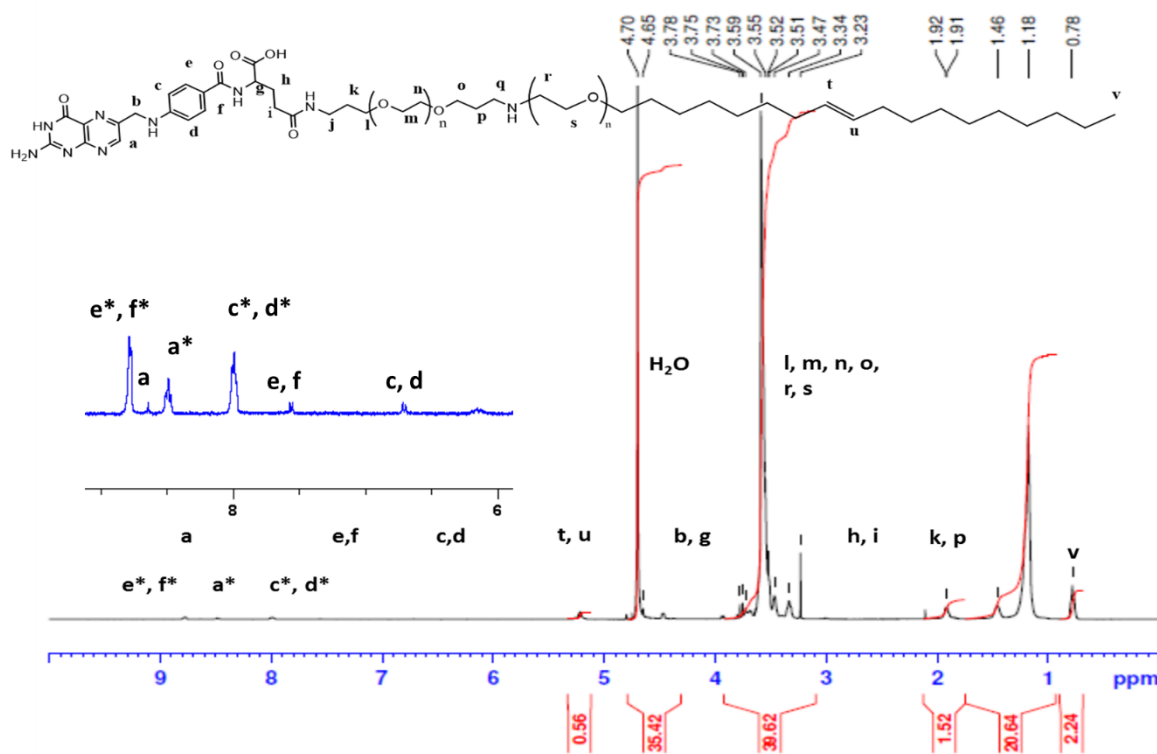 4.70
4.65
3.78
3.75
3.73
3.59
3.55
3.52
3.51
3.47
3.34
3.23
1.92
1.91
1.46
1.18
0.78
O
OH
e
h
O
r
t
c
g
k
o
q
O
b
f
N
H
n
O
HN
N
N
H
i
O
N
H
O
n
N
H
O
n
H₂N
N
N
a
d
j
l
m
p
s
u
v
e*, f*
c*, d*
a*
a
e, f
c, d
H₂O
l, m, n, o,
r, s
8
6
a
e,f
c,d
t, u
b, g
h, i
k, p
v
e*, f*
a*
c*, d*
9
8
7
6
5
4
3
2
1
ppm
0.56
35.42
39.62
1.52
20.64
2.24